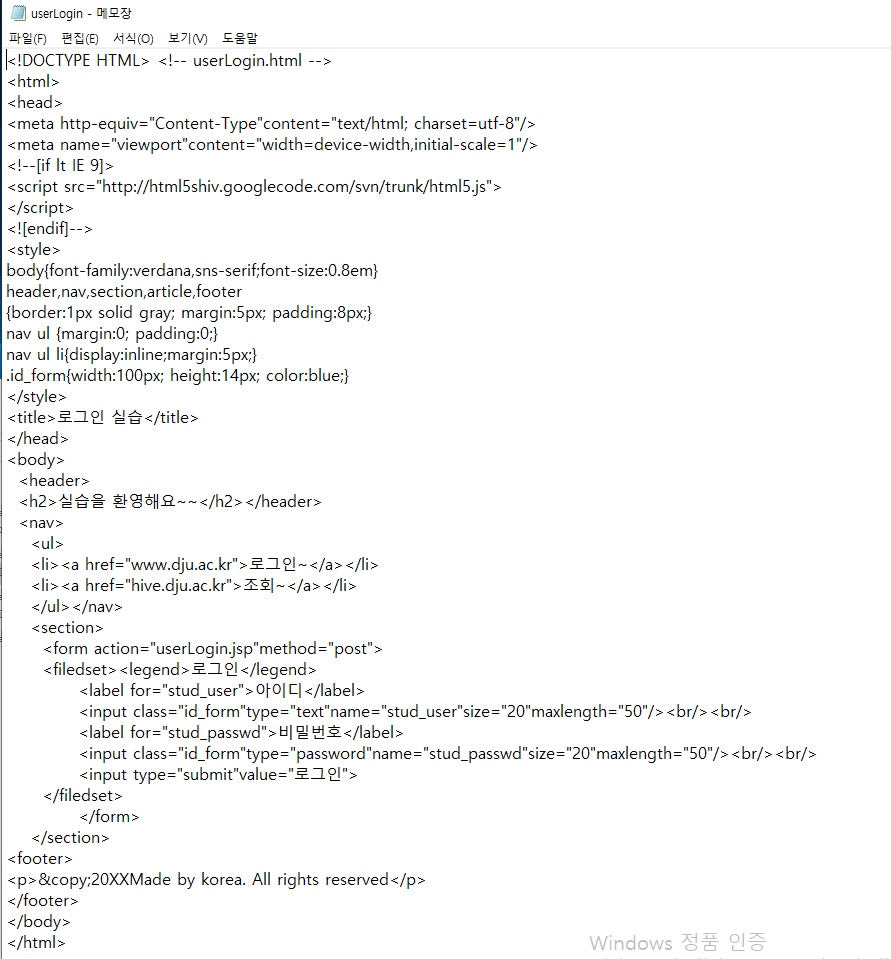 userLogin - 메모장
파일(F) 편집(E) 서식(O) 보기(V) 도움말
<!DOCTYPE HTML> <!-- userLogin.html -->
<html>
<head>
<meta http-equiv="Content-Type"content="text/html; charset=utf-8"/>
<meta name="viewport"content="width=device-width,initial-scale=1"/>
<!--[if lt IE 9]>
<script src="http://html5shiv.googlecode.com/svn/trunk/html5.js">
</script>
<![endif]-->
<style>
body{font-family:verdana,sns-serif;font-size:0.8em}
header,nav,section,article,footer
{border:1px solid gray; margin:5px; padding:8px;}
nav ul {margin:0; padding:0;}
nav ul li{display:inline;margin:5px;}
.id_form{width:100px; height:14px; color:blue;}
</style>
<title>로그인 실습</title>
</head>
<body>
<header>
<h2>실습을 환영해요~~</h2></header>
<nav>
<ul>
<li><a href="www.dju.ac.kr">로그인~</a></li>
<li><a href="hive.dju.ac.kr">조회~</a></li>
</ul></nav>
<section>
<form action="userLogin.jsp"method="post">
<filedset><legend>로그인</legend>
<label for="stud_user">아이디</label>
<input class="id_form"type="text"name="stud_user"size="20"maxlength="50"/><br/><br/>
<label for="stud_passwd">비밀번호</label>
<input class="id_form"type="password"name="stud_passwd"size="20"maxlength="50"/><br/><br/>
<input type="submit"value="로그인">
</filedset>
</form>
</section>
<footer>
<p>&copy;20XXMade by korea. All rights reserved</p>
</footer>
</body>
</html>
Windows 정품 인증